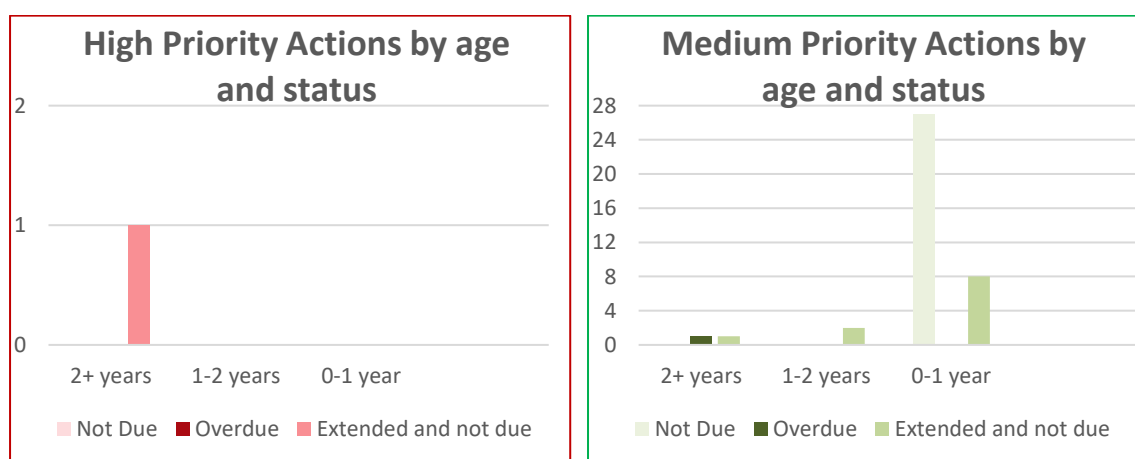 High Priority Actions by age
and status
2
1
0
2+ years 1-2 years 0-1 year
Not Due Overdue Extended and not due
Medium Priority Actions by
age and status
28
24
20
16
12
8
4
0
2+ years 1-2 years 0-1 year
Not Due Overdue Extended and not due